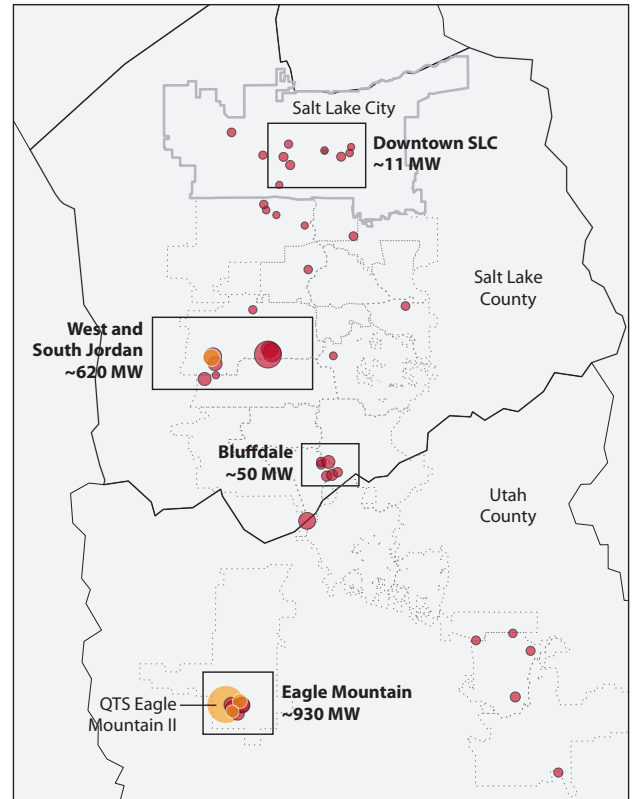 Salt Lake City
Downtown SLC
~11 MW
Salt Lake
County
West and
South Jordan
~620 MW
Bluffdale
~50 MW
Utah
County
QTS Eagle
Mountain II
Eagle Mountain
~930 MW